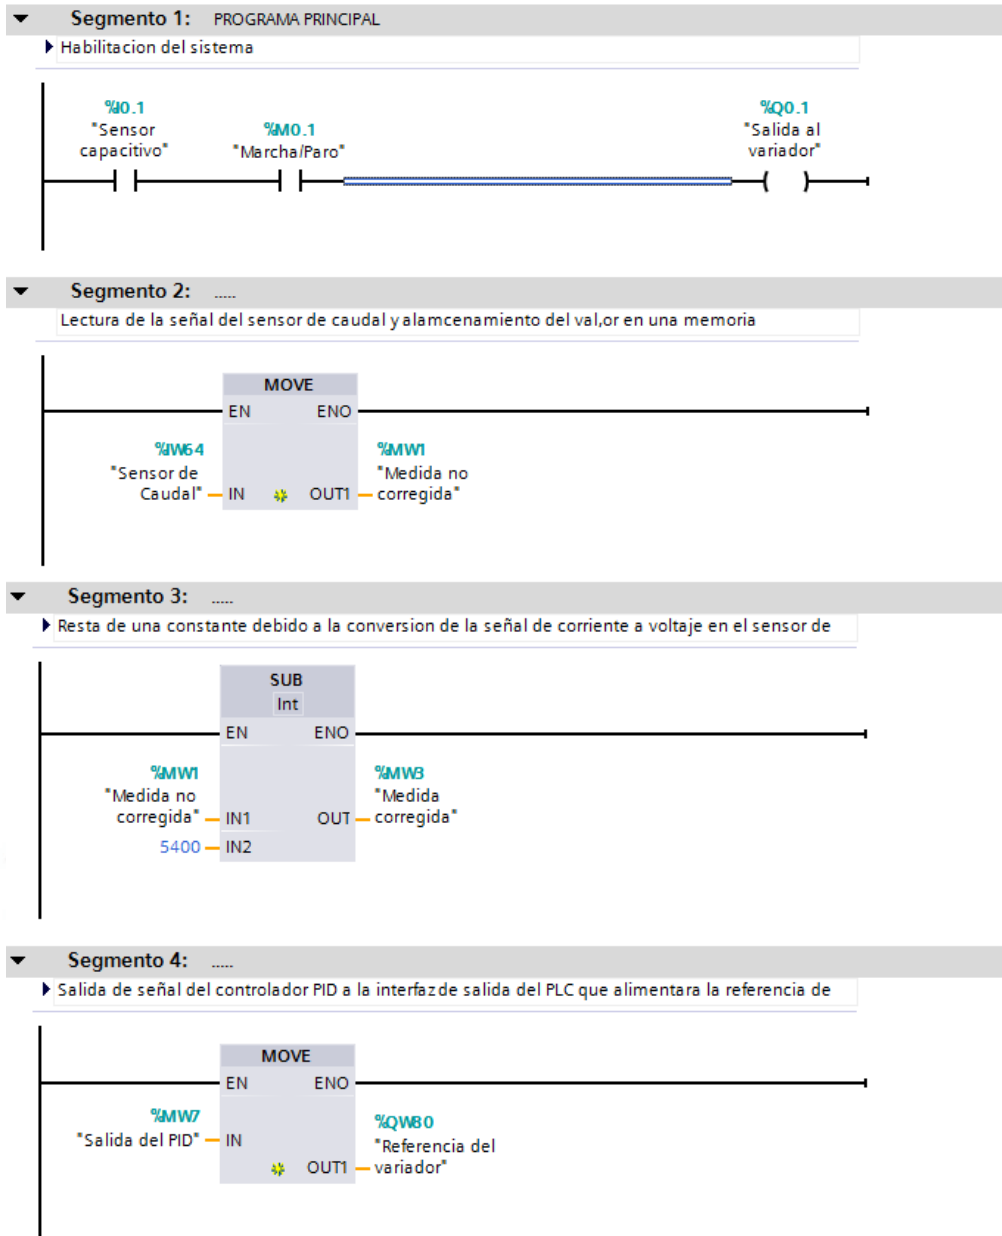 Segmento 1: PROGRAMA PRINCIPAL
Habilitacion del sistema
%I0.1
"Sensor
capacitivo"
%M0.1
"Marcha/Paro"
%Q0.1
"Salida al
variador"
Segmento 2: .....
Lectura de la señal del sensor de caudal y alamcenamiento del val,or en una memoria
MOVE
EN ENO
%IW64
"Sensor de
Caudal"
IN OUT1
%MW1
"Medida no
corregida"
Segmento 3: .....
Resta de una constante debido a la conversion de la señal de corriente a voltaje en el sensor de
SUB
Int
EN ENO
%MW1
"Medida no
corregida"
IN1 OUT
%MW3
"Medida
corregida"
5400 IN2
Segmento 4: .....
Salida de señal del controlador PID a la interfaz de salida del PLC que alimentara la referencia de
MOVE
EN ENO
%MW7
"Salida del PID"
IN
OUT1
%QW80
"Referencia del
variador"